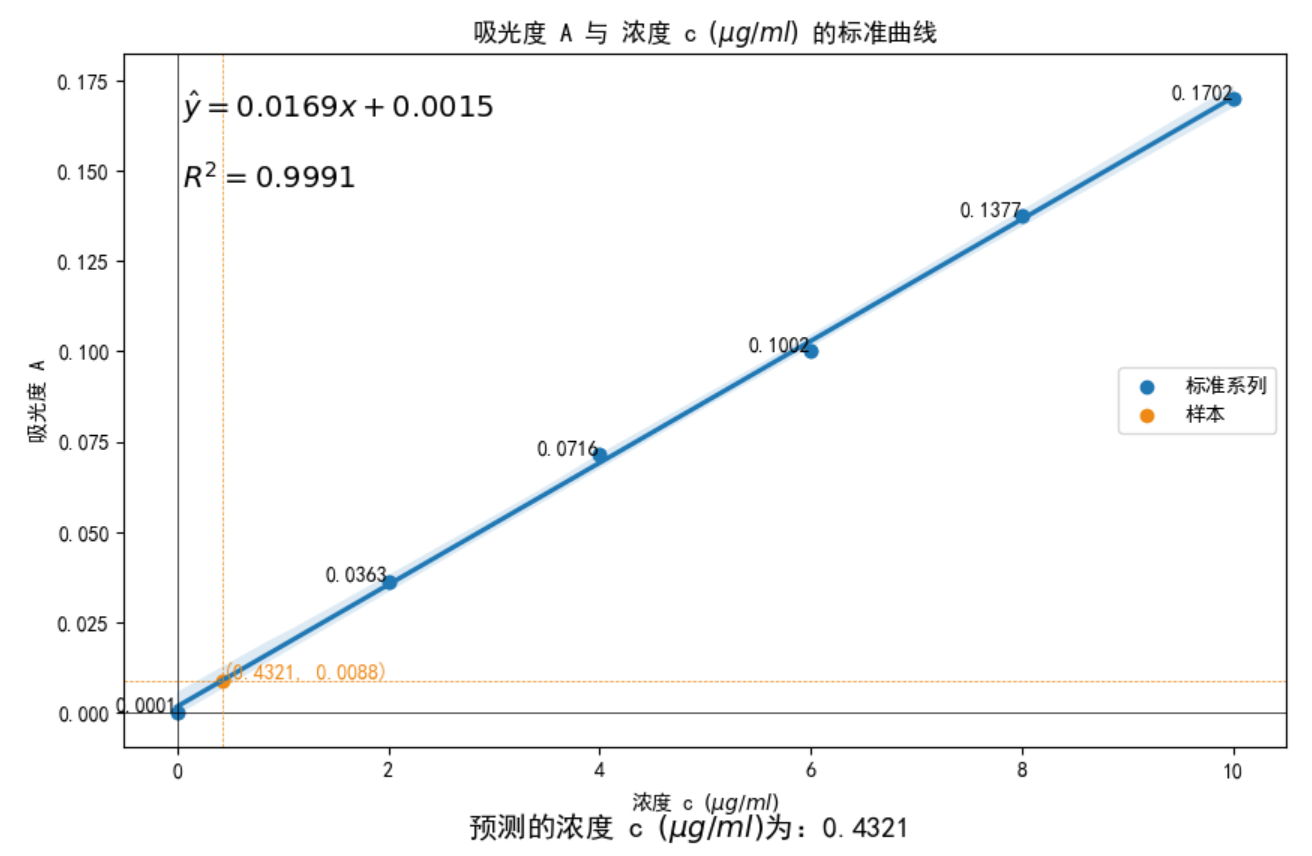 吸光度 A 与 浓度 c (μg/ml) 的标准曲线
0.175
0.150
0.125
0.100
0.075
0.050
0.025
0.000
吸光度 A
ŷ = 0.0169x + 0.0015
R² = 0.9991
0.1702
0.1377
0.1002
0.0716
0.0363
(0.4321, 0.0088)
0.0001
标准系列
样本
0
2
4
6
8
10
浓度 c (μg/ml)
预测的浓度 c (μg/ml)为：0.4321